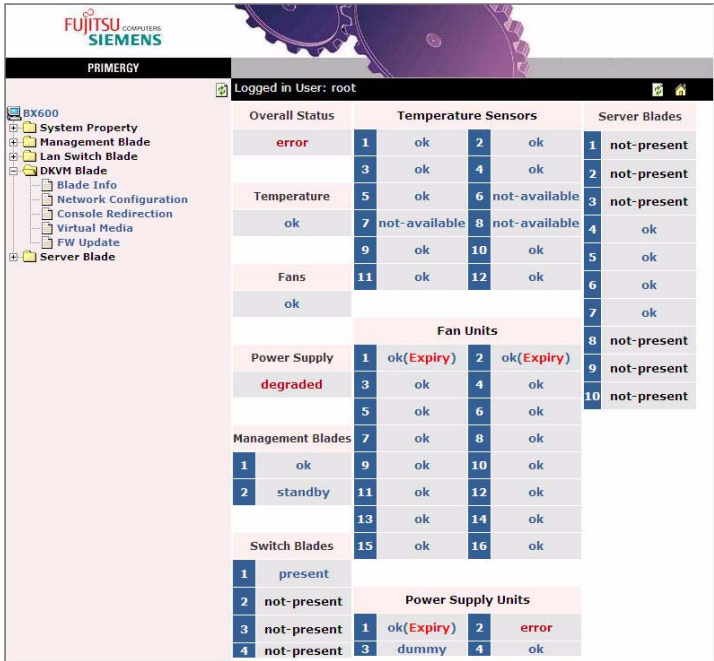 FUJITSU COMPUTERS
SIEMENS
PRIMERGY
Logged in User: root
BX600
System Property
Management Blade
Lan Switch Blade
DKVM Blade
Blade Info
Network Configuration
Console Redirection
Virtual Media
FW Update
Server Blade
Overall Status
error
Temperature
ok
Fans
ok
Power Supply
degraded
Management Blades
1 ok
2 standby
Switch Blades
1 present
2 not-present
3 not-present
4 not-present
Temperature Sensors
1 ok 2 ok
3 ok 4 ok
5 ok 6 not-available
7 not-available 8 not-available
9 ok 10 ok
11 ok 12 ok
Fan Units
1 ok(Expiry) 2 ok(Expiry)
3 ok 4 ok
5 ok 6 ok
7 ok 8 ok
9 ok 10 ok
11 ok 12 ok
13 ok 14 ok
15 ok 16 ok
Power Supply Units
1 ok(Expiry) 2 error
3 dummy 4 ok
Server Blades
1 not-present
2 not-present
3 not-present
4 ok
5 ok
6 ok
7 ok
8 not-present
9 not-present
10 not-present